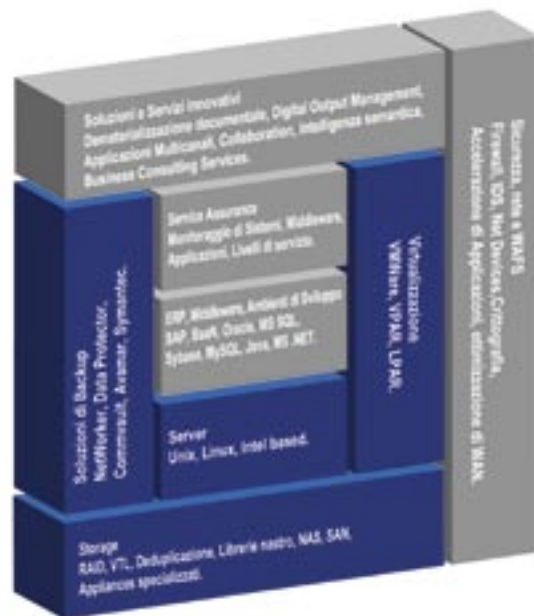 Soluzioni e Servizi Innovativi
Dematerializzazione documentale, Digital Output Management,
Applicazioni Multicanali, Collaboration, Intelligenza semantica,
Business Consulting Services.
Service Assurance
Monitoraggio di Sistemi, Middleware,
Applicazioni, Livelli di servizio
ERP, Middleware, Ambienti di Sviluppo
SAP, BaaN, Oracle, MS SQL,
Sybase, MySQL, Java, MS .NET.
Server
Unix, Linux, Intel based.
Soluzioni di Backup
NetWorker, Data Protector,
Commvault, Avamar, Symantec.
Virtualizzazione
VMWare, VPAR, LPAR.
Storage
RAID, VTL, Deduplicazione, Librerie nastro, NAS, SAN,
Appliances specializzati.
Sicurezza, rete e WAFS
Firewall, IDS, Net Devices, Crittografia,
Accelerazione di Applicazioni, ottimizzazione di WAN.